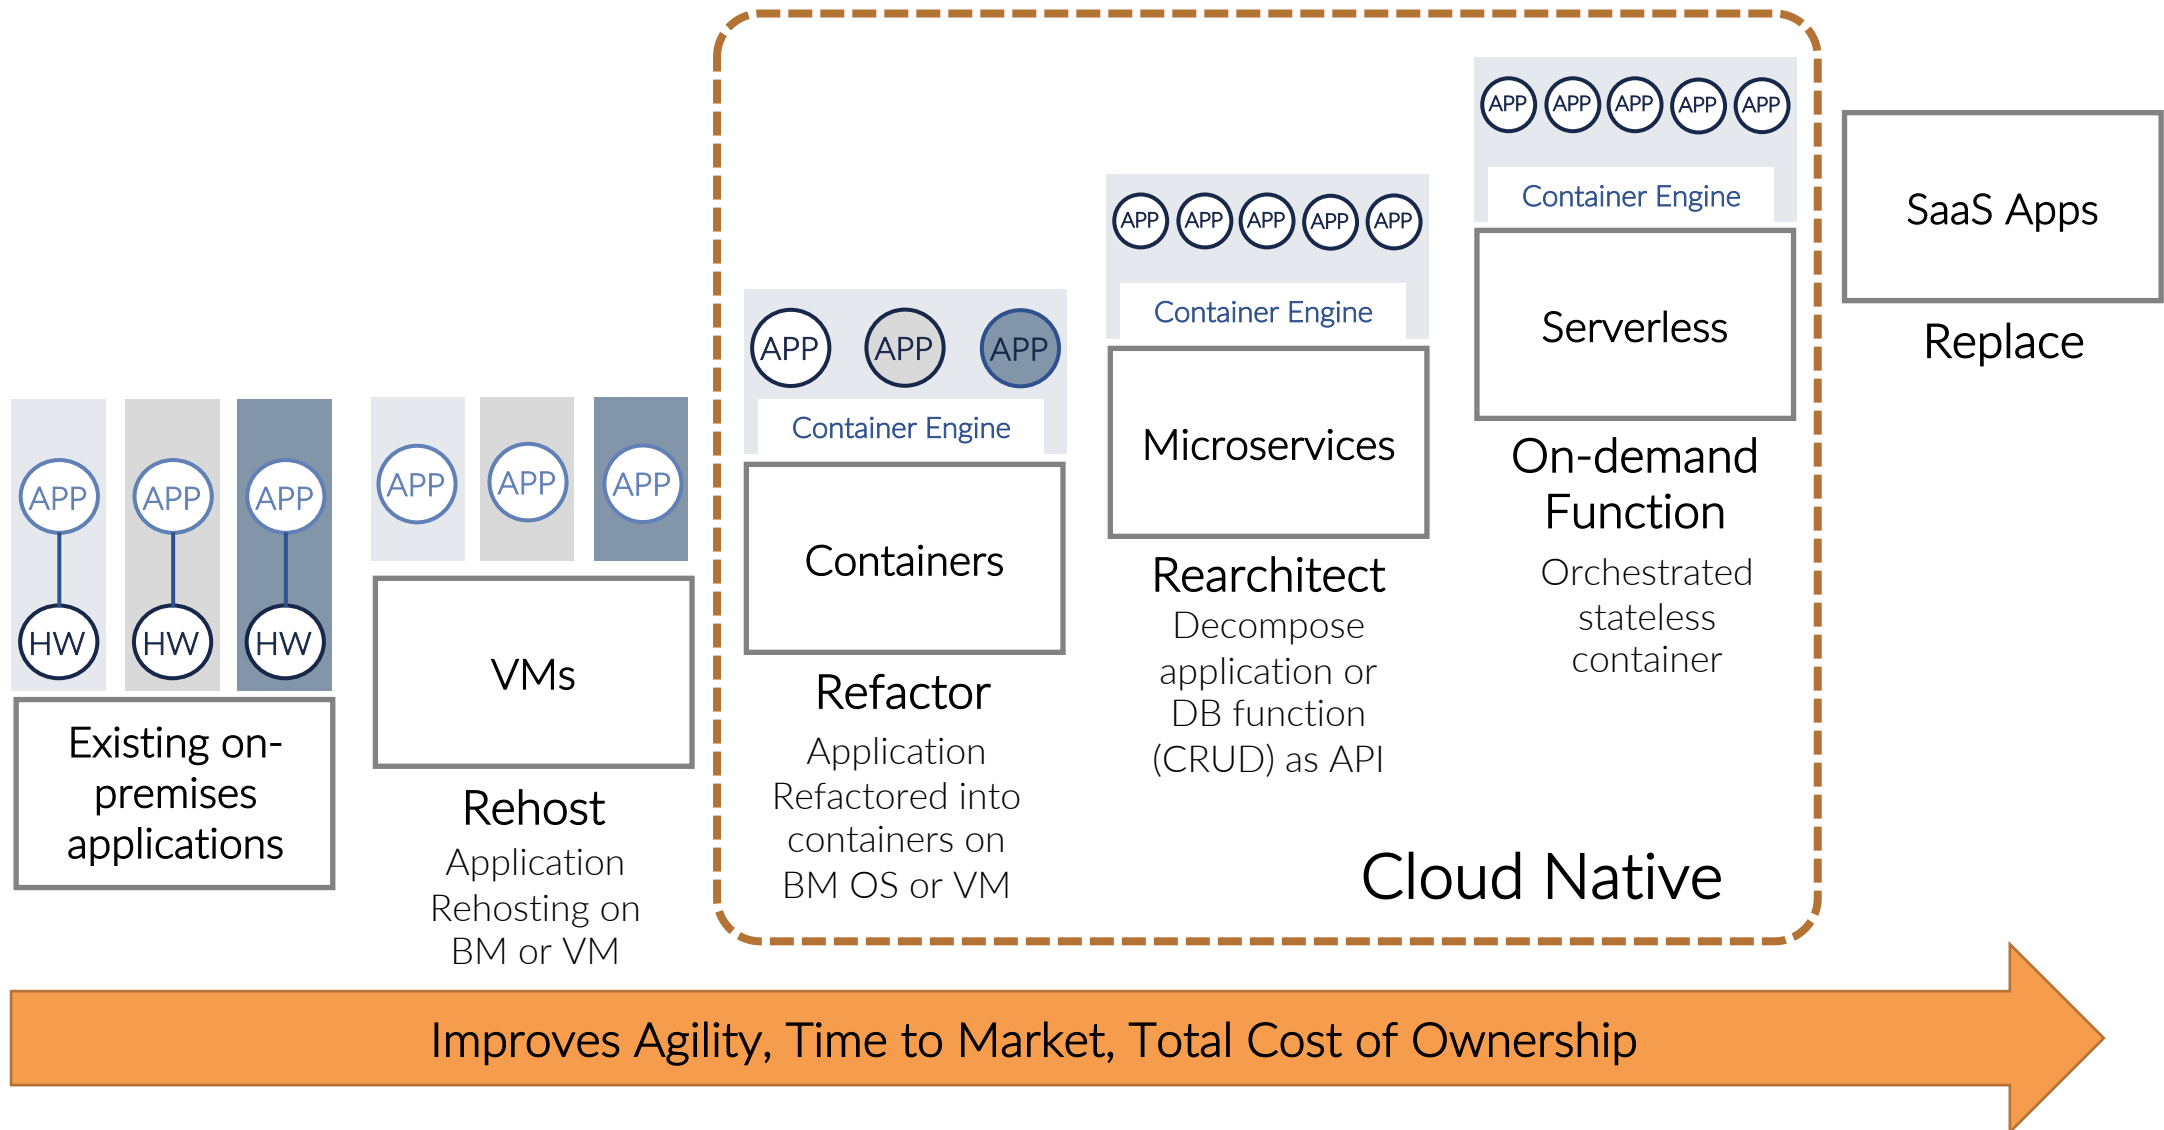 APP APP APP
HW HW HW
Existing on-
premises
applications
APP APP APP
VMs
Rehost
Application
Rehosting on
BM or VM
APP APP APP
Container Engine
Containers
Refactor
Application
Refactored into
containers on
BM OS or VM
APP APP APP APP APP
Container Engine
Microservices
Rearchitect
Decompose
application or
DB function
(CRUD) as API
APP APP APP APP APP
Container Engine
Serverless
On-demand
Function
Orchestrated
stateless
container
Cloud Native
SaaS Apps
Replace
Improves Agility, Time to Market, Total Cost of Ownership